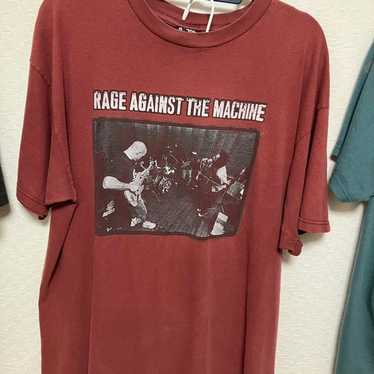 RAGE AGAINST THE MACHINE